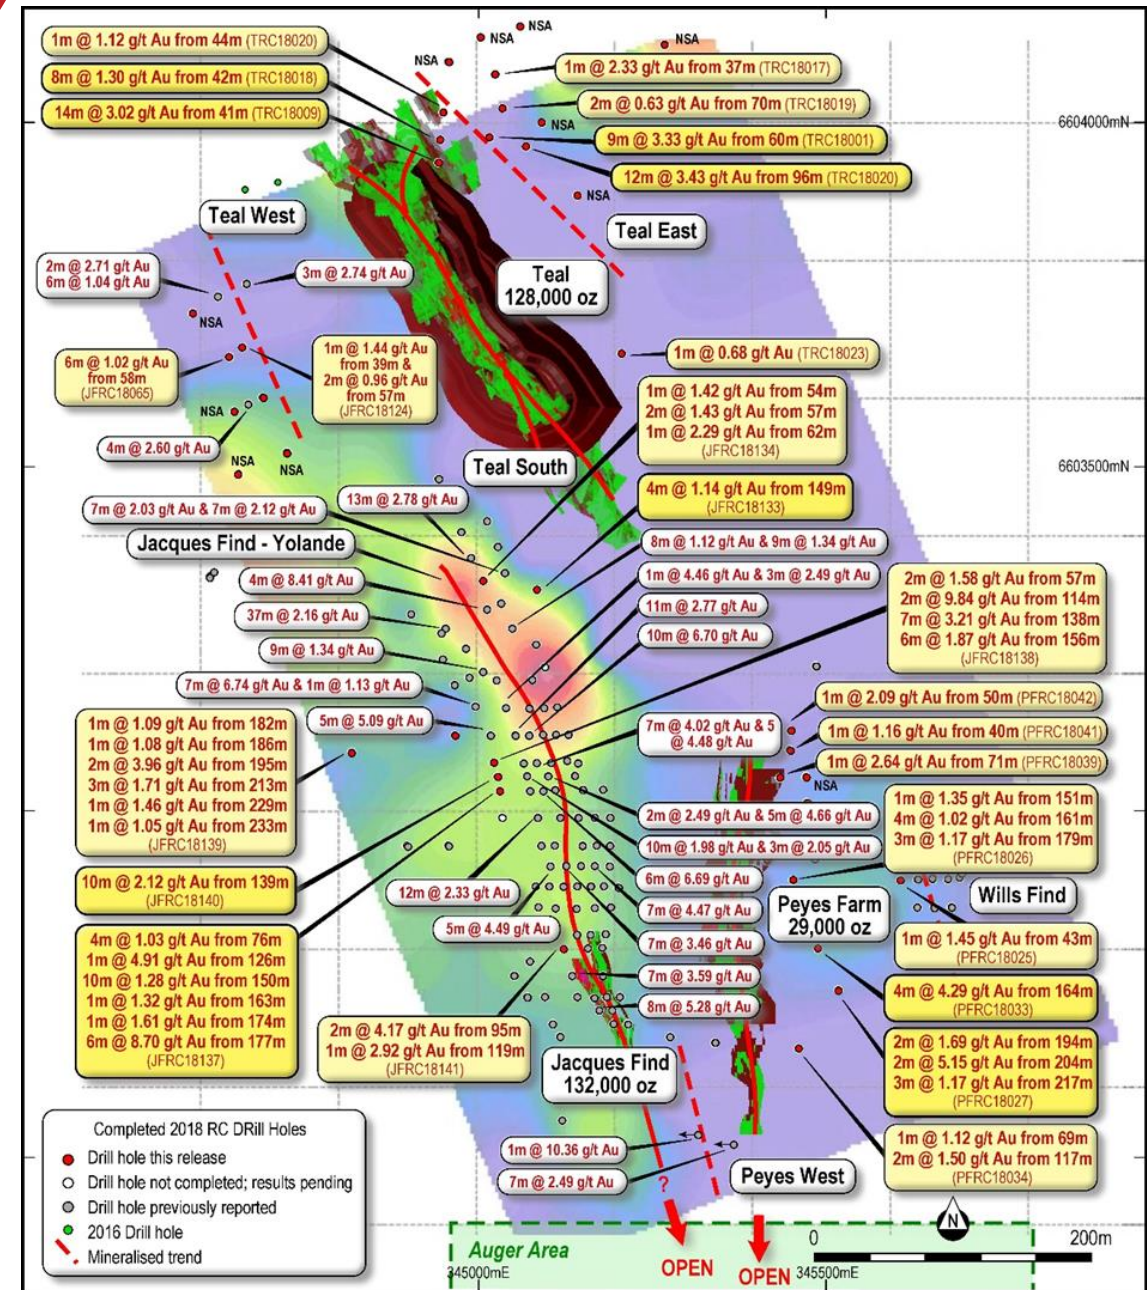 NSA
NSA
NSA
NSA
1m @ 1.12 g/t Au from 44m (TRC18020)
8m @ 1.30 g/t Au from 42m (TRC18018)
14m @ 3.02 g/t Au from 41m (TRC18009)
1m @ 2.33 g/t Au from 37m (TRC18017)
2m @ 0.63 g/t Au from 70m (TRC18019)
NSA
9m @ 3.33 g/t Au from 60m (TRC18001)
12m @ 3.43 g/t Au from 96m (TRC18020)
NSA
6604000mN
Teal West
Teal East
Teal
128,000 oz
2m @ 2.71 g/t Au
6m @ 1.04 g/t Au
3m @ 2.74 g/t Au
NSA
6m @ 1.02 g/t Au
from 58m
(JFRC18065)
1m @ 1.44 g/t Au
from 39m &
2m @ 0.96 g/t Au
from 57m
(JFRC18124)
1m @ 0.68 g/t Au (TRC18023)
1m @ 1.42 g/t Au from 54m
2m @ 1.43 g/t Au from 57m
1m @ 2.29 g/t Au from 62m
(JFRC18134)
NSA
4m @ 2.60 g/t Au
NSA
NSA
Teal South
6603500mN
4m @ 1.14 g/t Au from 149m
(JFRC18133)
13m @ 2.78 g/t Au
7m @ 2.03 g/t Au & 7m @ 2.12 g/t Au
Jacques Find - Yolande
8m @ 1.12 g/t Au & 9m @ 1.34 g/t Au
4m @ 8.41 g/t Au
1m @ 4.46 g/t Au & 3m @ 2.49 g/t Au
37m @ 2.16 g/t Au
11m @ 2.77 g/t Au
9m @ 1.34 g/t Au
10m @ 6.70 g/t Au
2m @ 1.58 g/t Au from 57m
2m @ 9.84 g/t Au from 114m
7m @ 3.21 g/t Au from 138m
6m @ 1.87 g/t Au from 156m
(JFRC18138)
7m @ 6.74 g/t Au & 1m @ 1.13 g/t Au
5m @ 5.09 g/t Au
7m @ 4.02 g/t Au & 5
@ 4.48 g/t Au
1m @ 2.09 g/t Au from 50m (PFRC18042)
1m @ 1.16 g/t Au from 40m (PFRC18041)
1m @ 2.64 g/t Au from 71m (PFRC18039)
NSA
1m @ 1.09 g/t Au from 182m
1m @ 1.08 g/t Au from 186m
2m @ 3.96 g/t Au from 195m
3m @ 1.71 g/t Au from 213m
1m @ 1.46 g/t Au from 229m
1m @ 1.05 g/t Au from 233m
(JFRC18139)
1m @ 1.35 g/t Au from 151m
4m @ 1.02 g/t Au from 161m
3m @ 1.17 g/t Au from 179m
(PFRC18026)
2m @ 2.49 g/t Au & 5m @ 4.66 g/t Au
10m @ 1.98 g/t Au & 3m @ 2.05 g/t Au
10m @ 2.12 g/t Au from 139m
(JFRC18140)
12m @ 2.33 g/t Au
6m @ 6.69 g/t Au
7m @ 4.47 g/t Au
Peyes Farm
29,000 oz
Wills Find
5m @ 4.49 g/t Au
7m @ 3.46 g/t Au
1m @ 1.45 g/t Au from 43m
(PFRC18025)
4m @ 1.03 g/t Au from 76m
1m @ 4.91 g/t Au from 126m
10m @ 1.28 g/t Au from 150m
1m @ 1.32 g/t Au from 163m
1m @ 1.61 g/t Au from 174m
6m @ 8.70 g/t Au from 177m
(JFRC18137)
7m @ 3.59 g/t Au
8m @ 5.28 g/t Au
4m @ 4.29 g/t Au from 164m
(PFRC18033)
2m @ 4.17 g/t Au from 95m
1m @ 2.92 g/t Au from 119m
(JFRC18141)
Jacques Find
132,000 oz
2m @ 1.69 g/t Au from 194m
2m @ 5.15 g/t Au from 204m
3m @ 1.17 g/t Au from 217m
(PFRC18027)
1m @ 1.12 g/t Au from 69m
2m @ 1.50 g/t Au from 117m
(PFRC18034)
1m @ 10.36 g/t Au
7m @ 2.49 g/t Au
?
Peyes West
Completed 2018 RC DRill Holes
Drill hole this release
Drill hole not completed; results pending
Drill hole previously reported
2016 Drill hole
Mineralised trend
N
200m
0
Auger Area
OPEN
OPEN
345000mE
345500mE